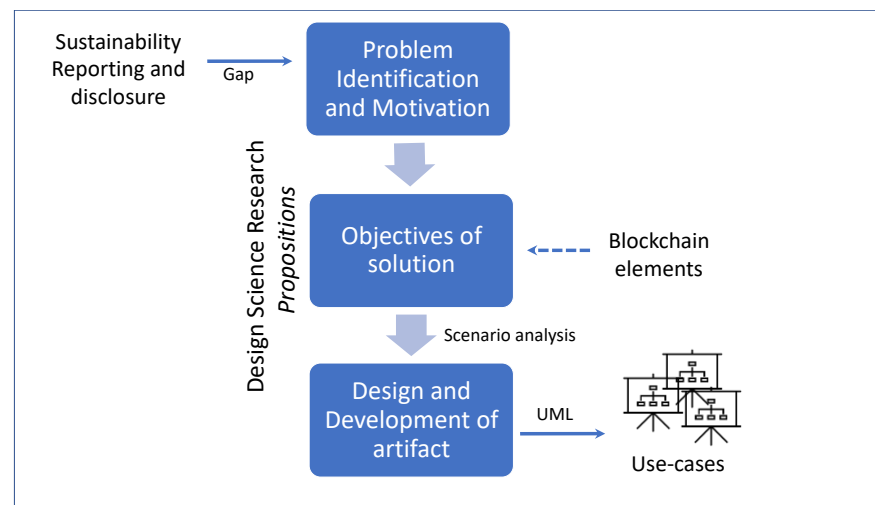 Sustainability
Reporting and
disclosure
Gap
Problem
Identification
and Motivation
Design Science Research
Propositions
Objectives of
solution
Blockchain
elements
Scenario analysis
Design and
Development of
artifact
UML
Use-cases